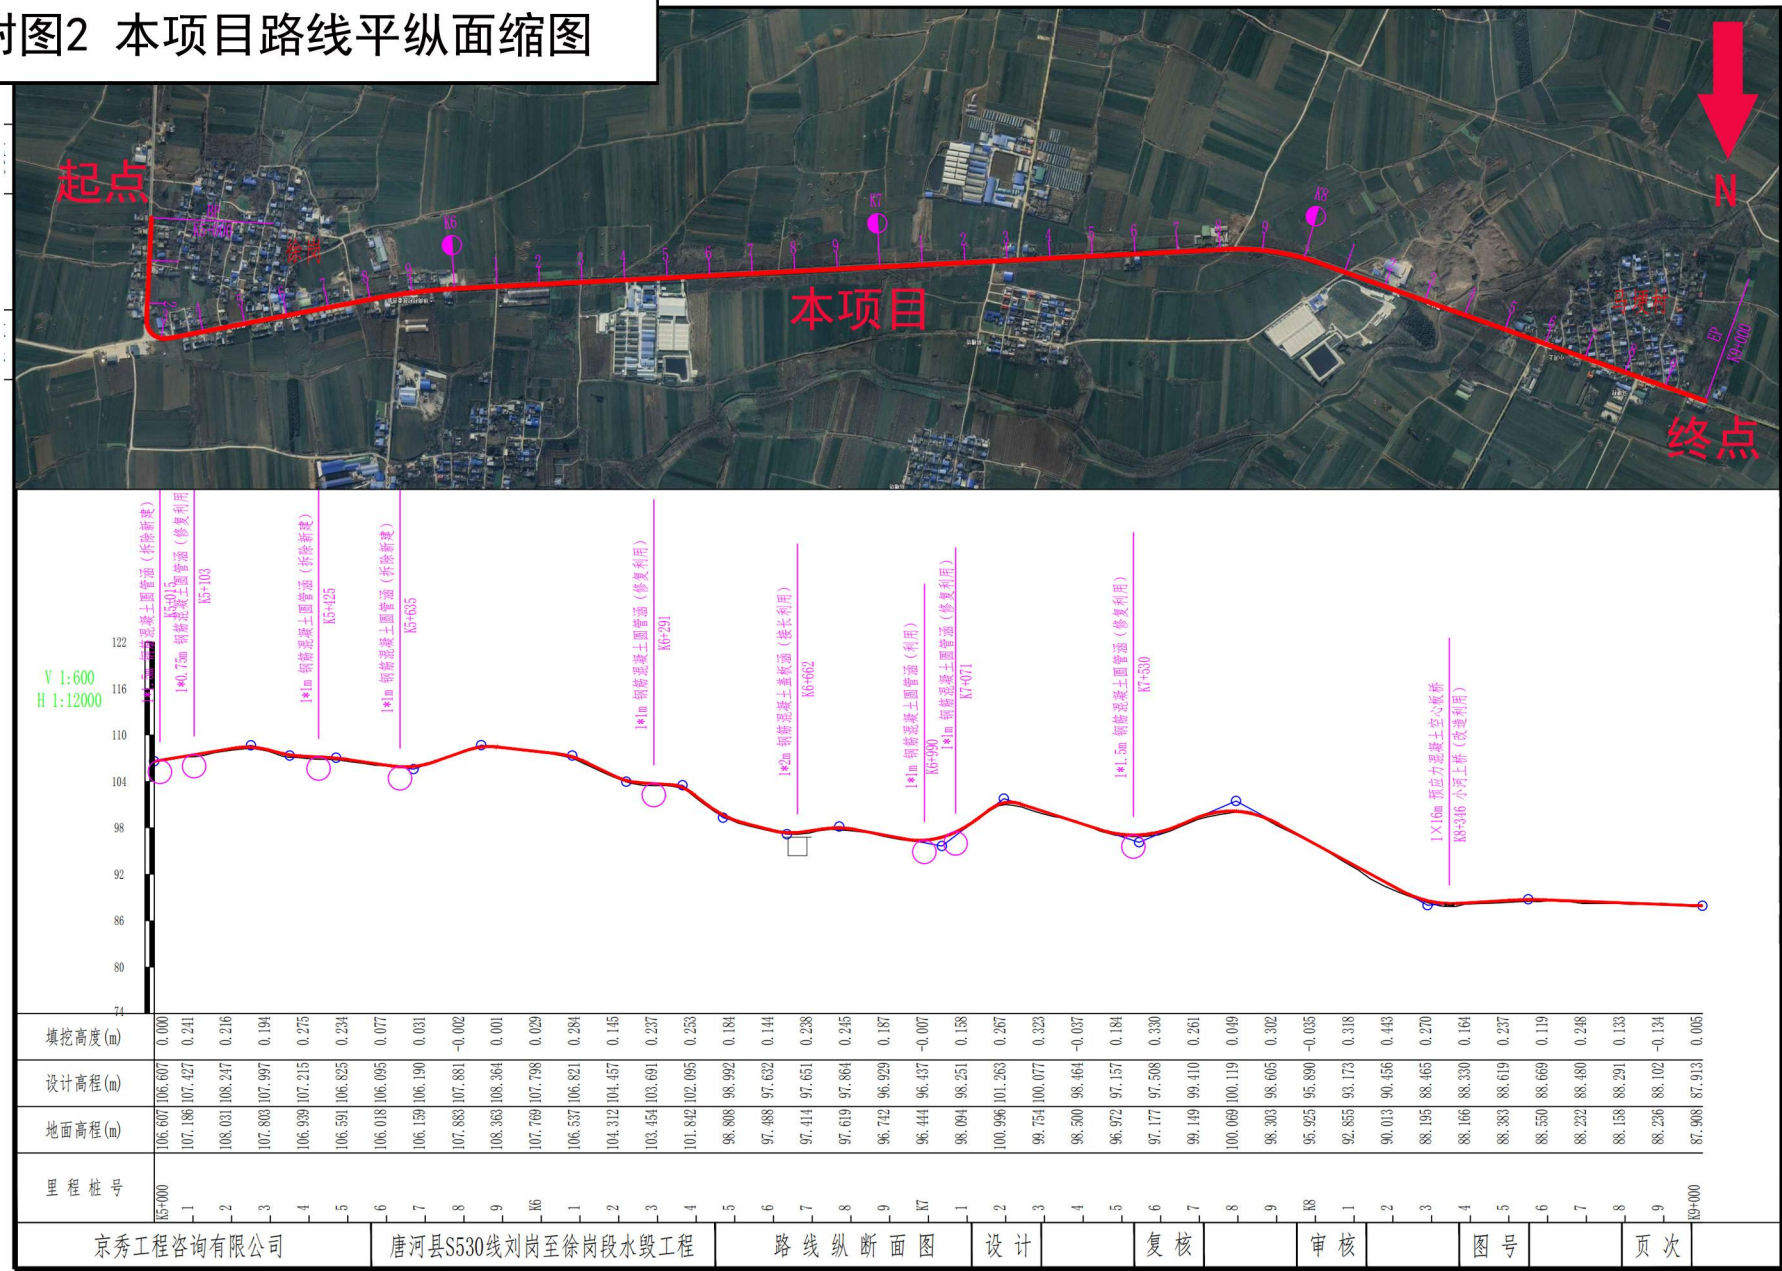 附图2 本项目路线平纵面缩图
起点
K6
K7
K8
N
徐岗
1 2 3 4 5 6 7 8 9
本项目
EP
K9+000
终点
K5+015
1*0.75m 钢筋混凝土圆管涵（修复利用
K5+103
1*1m 钢筋混凝土圆管涵（拆除新建）
K5+425
1*1m 钢筋混凝土圆管涵（拆除新建）
K5+635
1*1m 钢筋混凝土圆管涵（修复利用）
K6+291
1*2m 钢筋混凝土盖板涵（接长利用）
K6+662
1*1m 钢筋混凝土圆管涵（利用）
K6+990
1*1m 钢筋混凝土圆管涵（修复利用）
K7+071
1*1.5m 钢筋混凝土圆管涵（修复利用）
K7+530
1×16m 预应力混凝土空心板桥
K8+346 小河上桥（改造利用）
V 1:600
H 1:12000
122
116
110
104
98
92
86
80
74
填挖高度(m) 0.000 0.241 0.216 0.194 0.275 0.234 0.077 0.031 -0.002 0.001 0.029 0.284 0.145 0.237 0.253 0.184 0.144 0.238 0.245 0.187 -0.007 0.158 0.267 0.323 -0.037 0.184 0.330 0.261 0.049 0.302 -0.035 0.318 0.443 0.270 0.164 0.237 0.119 0.248 0.133 -0.134 0.005
设计高程(m) 106.607 107.427 108.247 107.997 107.215 106.825 106.095 106.190 107.881 108.364 107.798 106.821 104.457 103.691 102.095 98.992 97.632 97.651 97.864 96.929 96.437 98.251 101.263 100.077 98.464 97.157 97.508 99.410 100.119 98.605 95.890 93.173 90.456 88.465 88.330 88.619 88.669 88.480 88.291 88.102 87.913
地面高程(m) 106.607 107.186 108.031 107.803 106.939 106.591 106.018 106.159 107.883 108.363 107.769 106.537 104.312 103.454 101.842 98.808 97.488 97.414 97.619 96.742 96.444 98.094 100.996 99.754 98.500 96.972 97.177 99.149 100.069 98.303 95.925 92.855 90.013 88.195 88.166 88.383 88.550 88.232 88.158 88.236 87.908
里程桩号 K5+000 1 2 3 4 5 6 7 8 9 K6 1 2 3 4 5 6 7 8 9 K7 1 2 3 4 5 6 7 8 9 K8 1 2 3 4 5 6 7 8 9 K9+000
京秀工程咨询有限公司 唐河县S530线刘岗至徐岗段水毁工程 路线纵断面图 设计 复核 审核 图号 页次